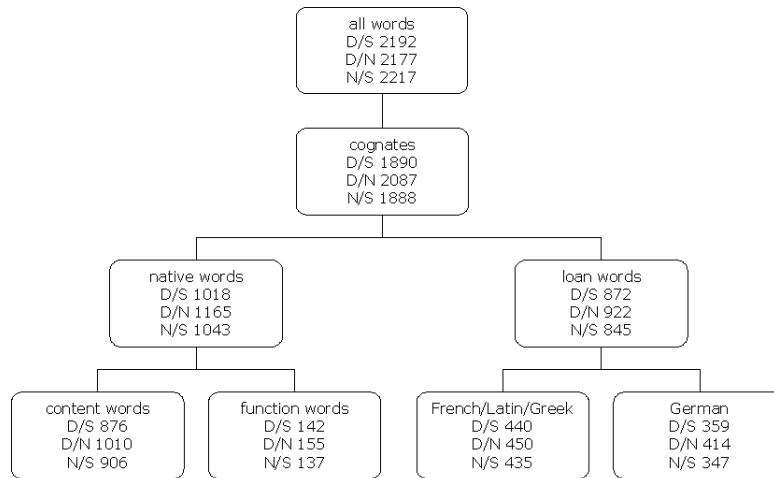 all words
D/S 2192
D/N 2177
N/S 2217
cognates
D/S 1890
D/N 2087
N/S 1888
native words
D/S 1018
D/N 1165
N/S 1043
loan words
D/S 872
D/N 922
N/S 845
content words
D/S 876
D/N 1010
N/S 906
function words
D/S 142
D/N 155
N/S 137
French/Latin/Greek
D/S 440
D/N 450
N/S 435
German
D/S 359
D/N 414
N/S 347